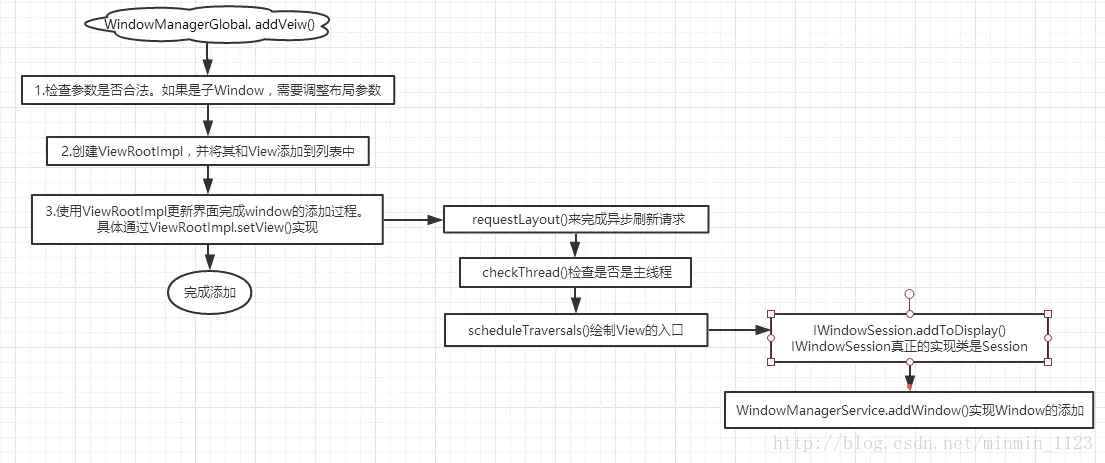 WindowManagerGlobal. addVeiw()
1.检查参数是否合法。如果是子Window，需要调整布局参数
2.创建ViewRootImpl，并将其和View添加到列表中
3.使用ViewRootImpl更新界面完成window的添加过程。
具体通过ViewRootImpl.setView()实现
完成添加
requestLayout()来完成异步刷新请求
checkThread()检查是否是主线程
scheduleTraversals()绘制View的入口
IWindowSession.addToDisplay()
IWindowSession真正的实现类是Session
WindowManagerService.addWindow()实现Window的添加
http://blog.csdn.net/minmin_1123